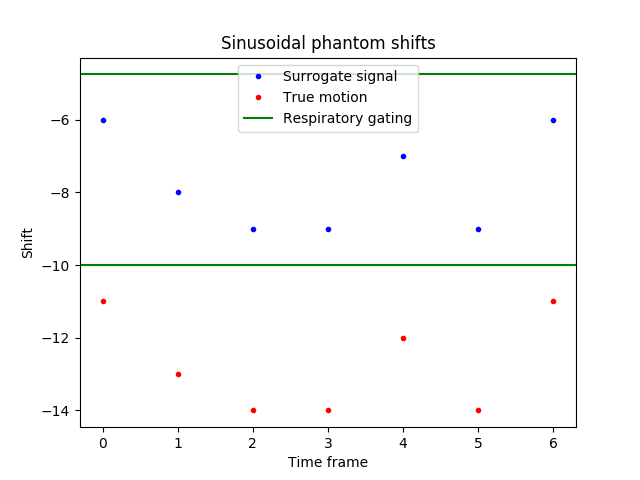 Sinusoidal phantom shifts
Surrogate signal
True motion
Respiratory gating
−6
−8
−10
−12
−14
Shift
0 1 2 3 4 5 6
Time frame